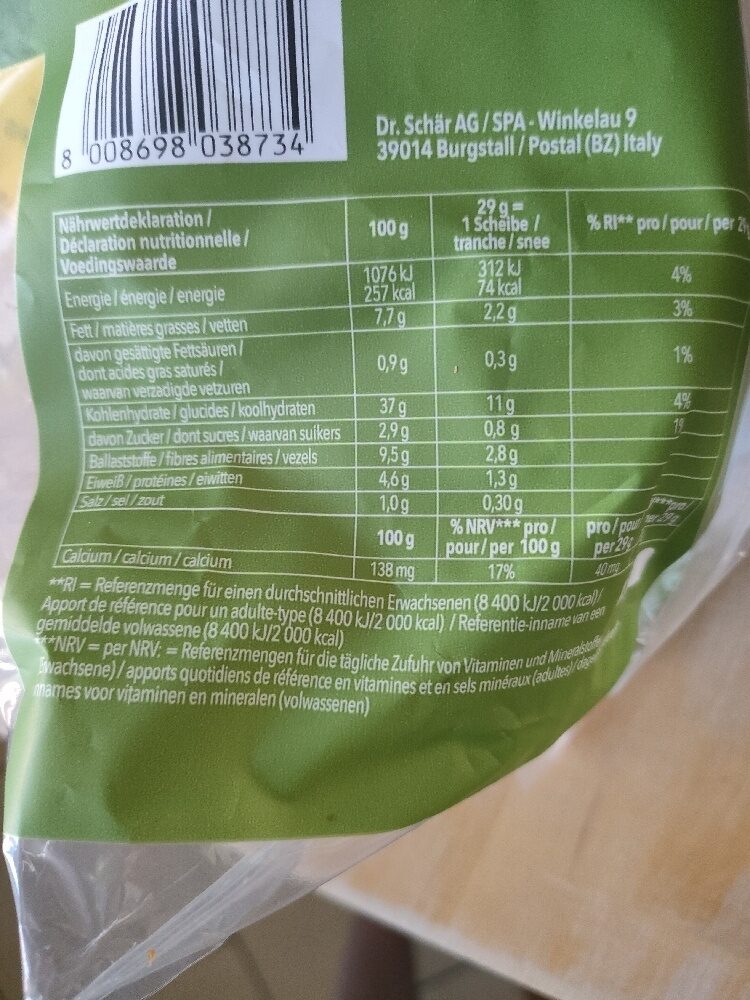 8 008698 038734
Dr. Schär AG / SPA - Winkelau 9
39014 Burgstall / Postal (BZ) Italy
Nährwertdeklaration /
Déclaration nutritionnelle /
Voedingswaarde
100 g
29 g =
1 Scheibe /
tranche / snee
% RI** pro / pour / per
Energie / énergie / energie
1076 kJ
257 kcal
312 kJ
74 kcal
4%
Fett / matières grasses / vetten
7,7 g
2,2 g
3%
davon gesättigte Fettsäuren /
dont acides gras saturés /
waarvan verzadigde vetzuren
0,9 g
0,3 g
1%
Kohlenhydrate / glucides / koolhydraten
37 g
11 g
4%
davon Zucker / dont sucres / waarvan suikers
2,9 g
0,8 g
Ballaststoffe / fibres alimentaires / vezels
9,5 g
2,8 g
Eiweiß / protéines / eiwitten
4,6 g
1,3 g
Salz / sel / zout
1,0 g
0,30 g
100 g
% NRV*** pro /
pour / per 100 g
pro / pour
per 29g
Calcium / calcium / calcium
138 mg
17%
40 mg
**RI = Referenzmenge für einen durchschnittlichen Erwachsenen (8 400 kJ/2 000 kcal) /
Apport de référence pour un adulte-type (8 400 kJ/2 000 kcal) / Referentie-inname van een
gemiddelde volwassene (8 400 kJ/2 000 kcal)
***NRV = per NRV: = Referenzmengen für die tägliche Zufuhr von Vitaminen und
Erwachsene) / apports quotidiens de référence en vitamines et en sels minéraux (adultes) /
names voor vitaminen en mineralen (volwassenen)